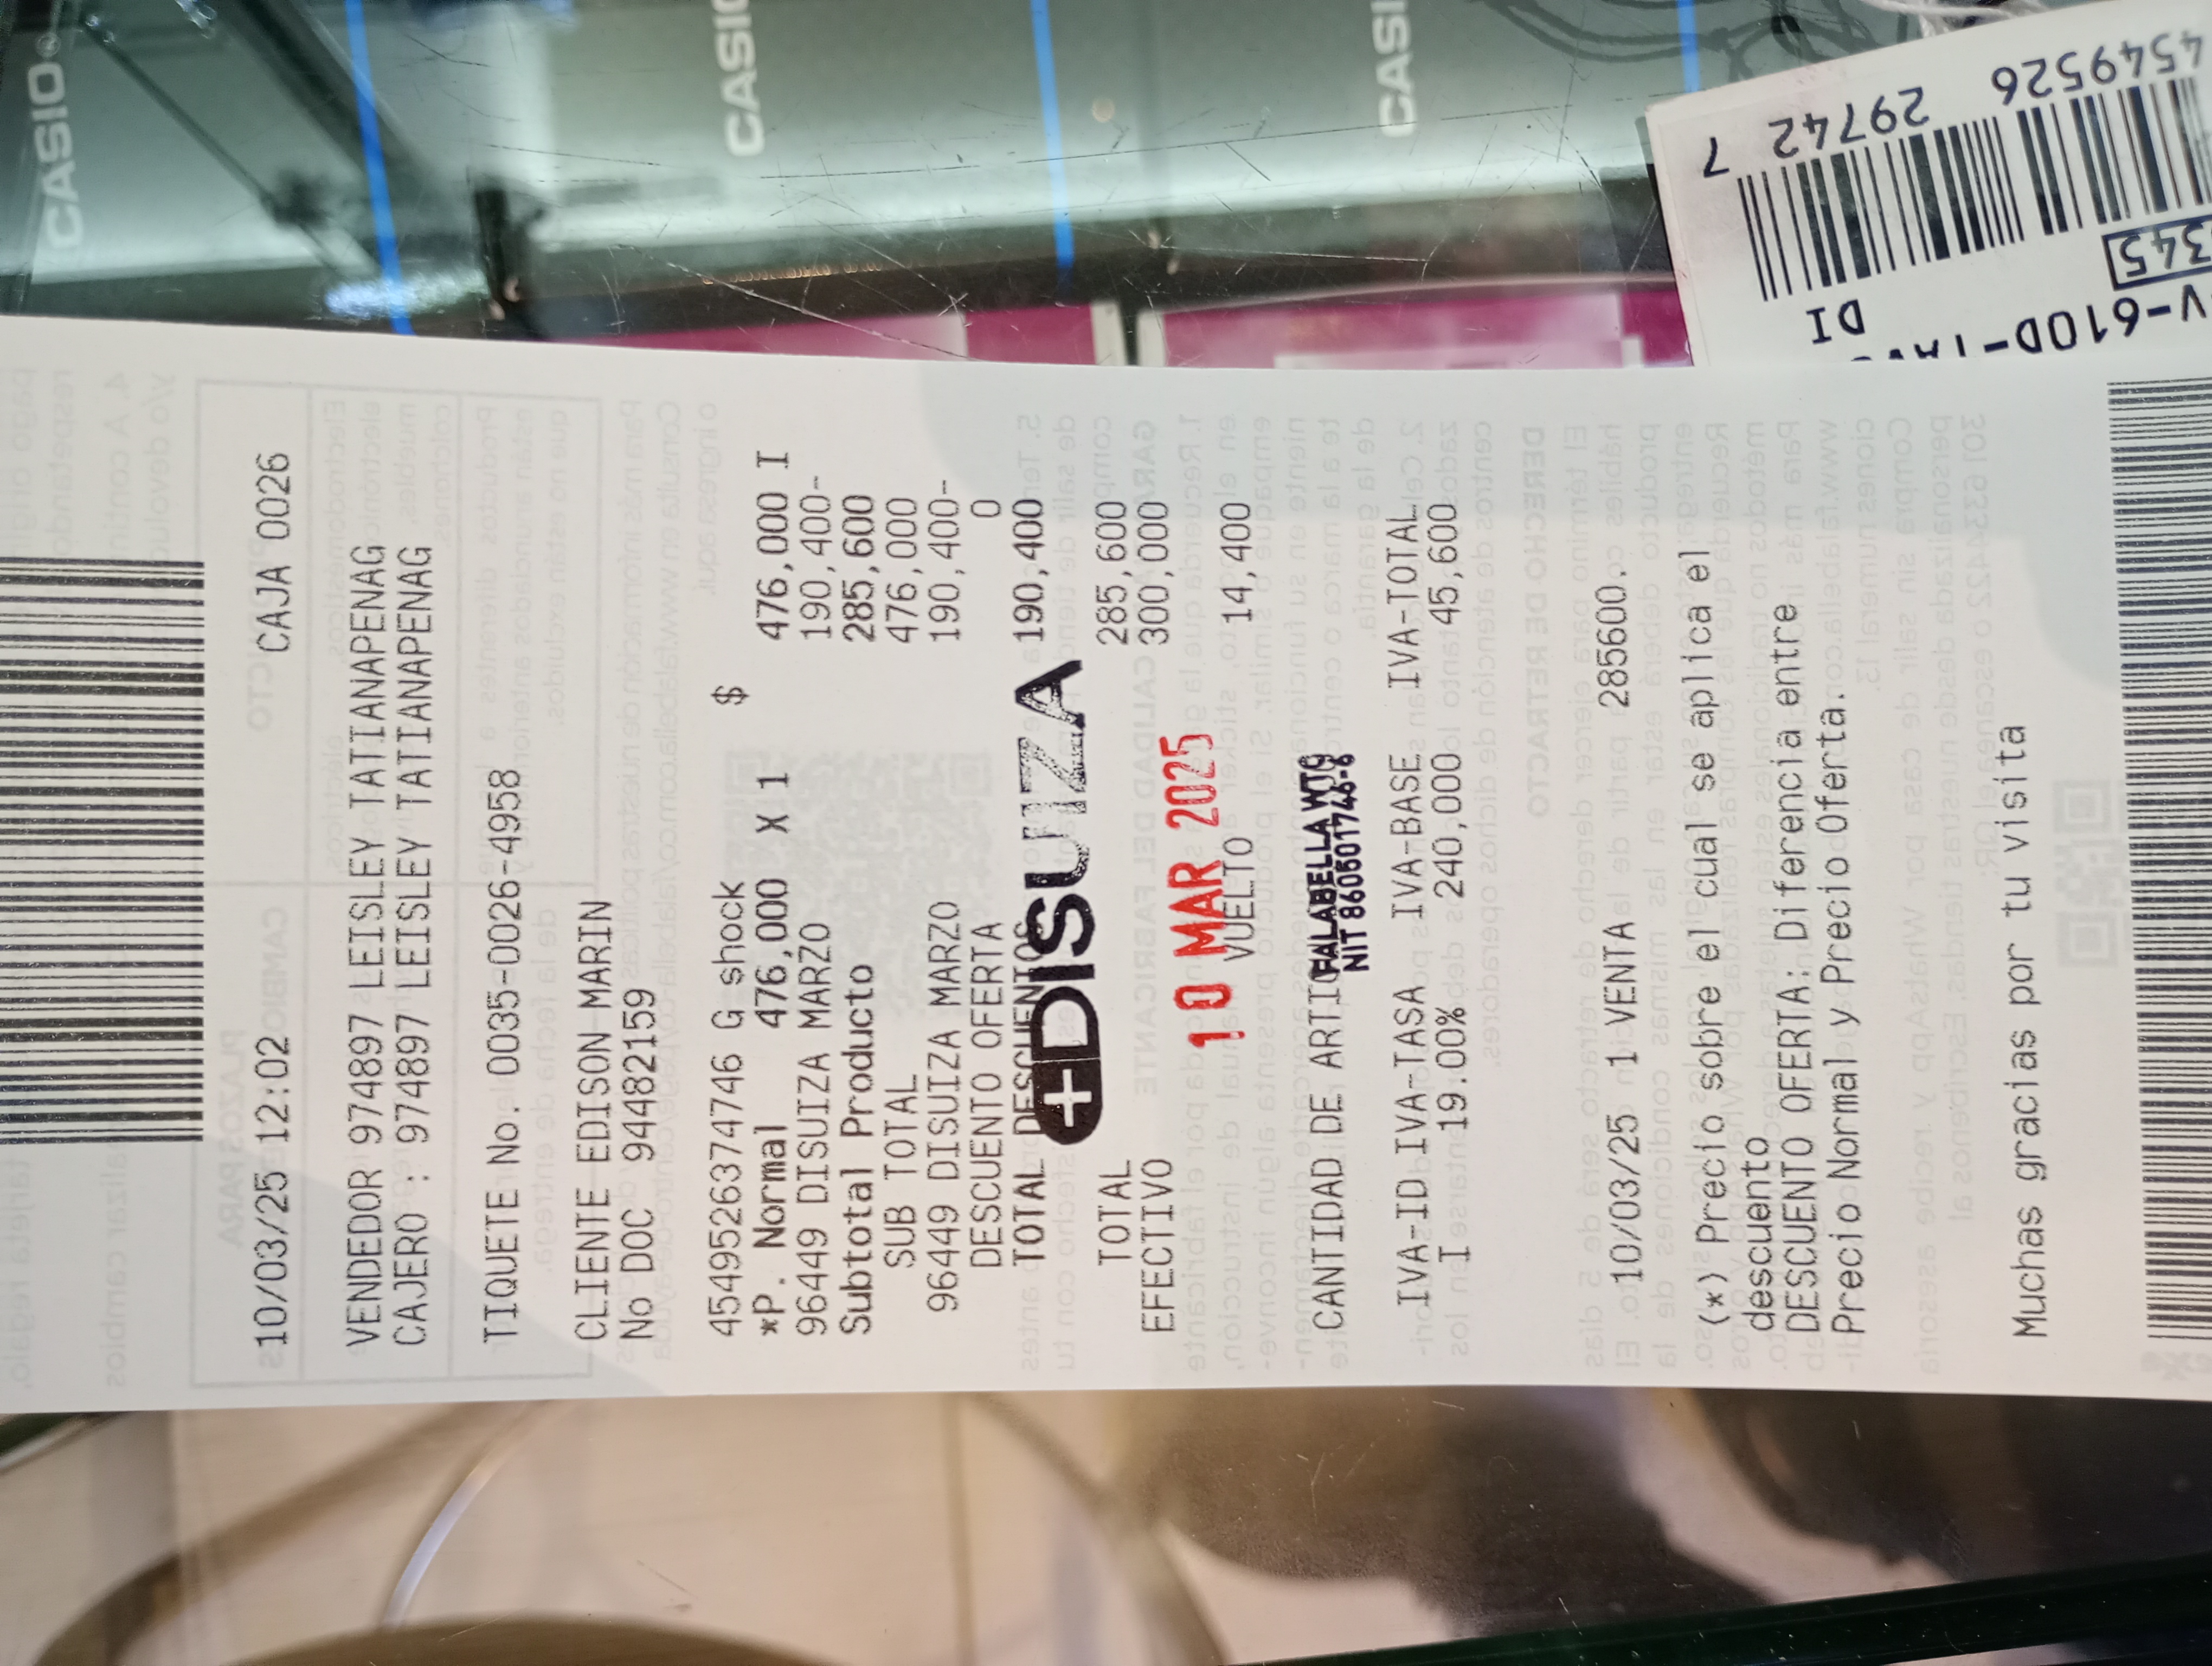 CASIO
CASIO
CASI
4549526 29742 7
345
DI
10/03/25 12:02 CAJA 0026
VENDEDOR 974897 LEISLEY TATIANAPENAG
CAJERO : 974897 LEISLEY TATIANAPENAG
TIQUETE No. 0035-0026-4958
CLIENTE EDISON MARIN
No DOC 94482159
4549526374746 G shock $
*P. Normal 476,000 X 1 476,000 I
96449 DISUIZA MARZO 190,400-
Subtotal Producto 285,600
SUB TOTAL 476,000
96449 DISUIZA MARZO 190,400-
DESCUENTO OFERTA 0
TOTAL DESCUENTOS 190,400
DISUIZA
TOTAL 285,600
EFECTIVO 300,000
10 MAR 2025
VUELTO 14,400
CANTIDAD DE ARTIC
FALABELLA WTC
NIT 860501746-6
IVA-ID IVA-TASA IVA-BASE IVA-TOTAL
I 19.00% 240,000 45,600
10/03/25 1 VENTA 285600.
(*) Precio sobre el cual se aplica el
descuento
DESCUENTO OFERTA: Diferencia entre
Precio Normal y Precio Oferta.
Muchas gracias por tu visita